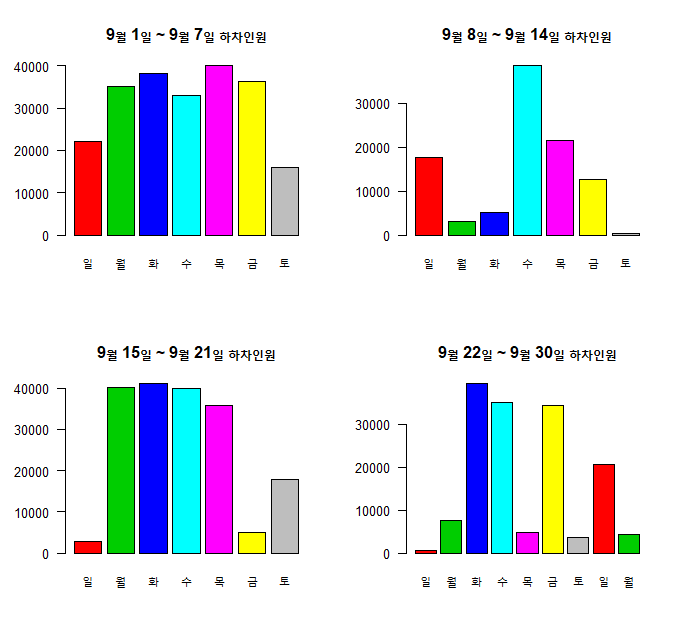 9월 1일 ~ 9월 7일 하차인원
40000
30000
20000
10000
0
일 월 화 수 목 금 토
9월 8일 ~ 9월 14일 하차인원
30000
20000
10000
0
일 월 화 수 목 금 토
9월 15일 ~ 9월 21일 하차인원
40000
30000
20000
10000
0
일 월 화 수 목 금 토
9월 22일 ~ 9월 30일 하차인원
30000
20000
10000
0
일 월 화 수 목 금 토 일 월